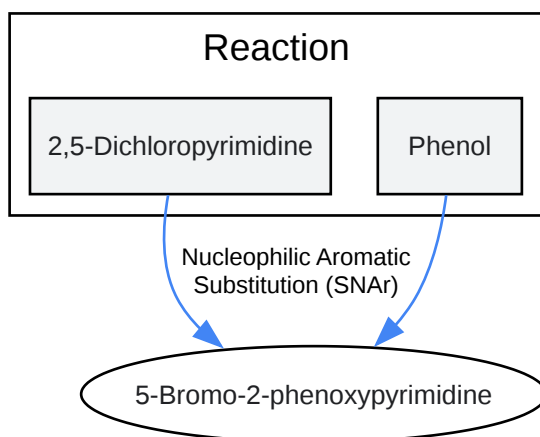 Reaction
2,5-Dichloropyrimidine
Phenol
Nucleophilic Aromatic
Substitution (SNAr)
5-Bromo-2-phenoxypyrimidine